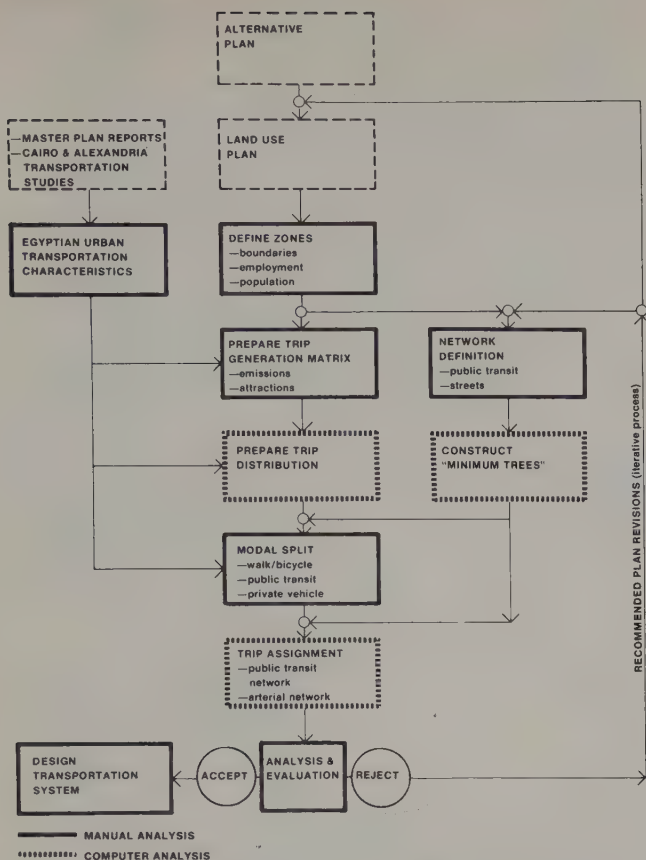 ALTERNATIVE
PLAN
—MASTER PLAN REPORTS
—CAIRO & ALEXANDRIA
TRANSPORTATION
STUDIES
LAND USE
PLAN
EGYPTIAN URBAN
TRANSPORTATION
CHARACTERISTICS
DEFINE ZONES
—boundaries
—employment
—population
PREPARE TRIP
GENERATION MATRIX
—emissions
—attractions
NETWORK
DEFINITION
—public transit
—streets
PREPARE TRIP
DISTRIBUTION
CONSTRUCT
"MINIMUM TREES"
MODAL SPLIT
—walk/bicycle
—public transit
—private vehicle
TRIP ASSIGNMENT
—public transit
network
—arterial network
RECOMMENDED PLAN REVISIONS (iterative process)
DESIGN
TRANSPORTATION
SYSTEM
ACCEPT
ANALYSIS &
EVALUATION
REJECT
MANUAL ANALYSIS
COMPUTER ANALYSIS